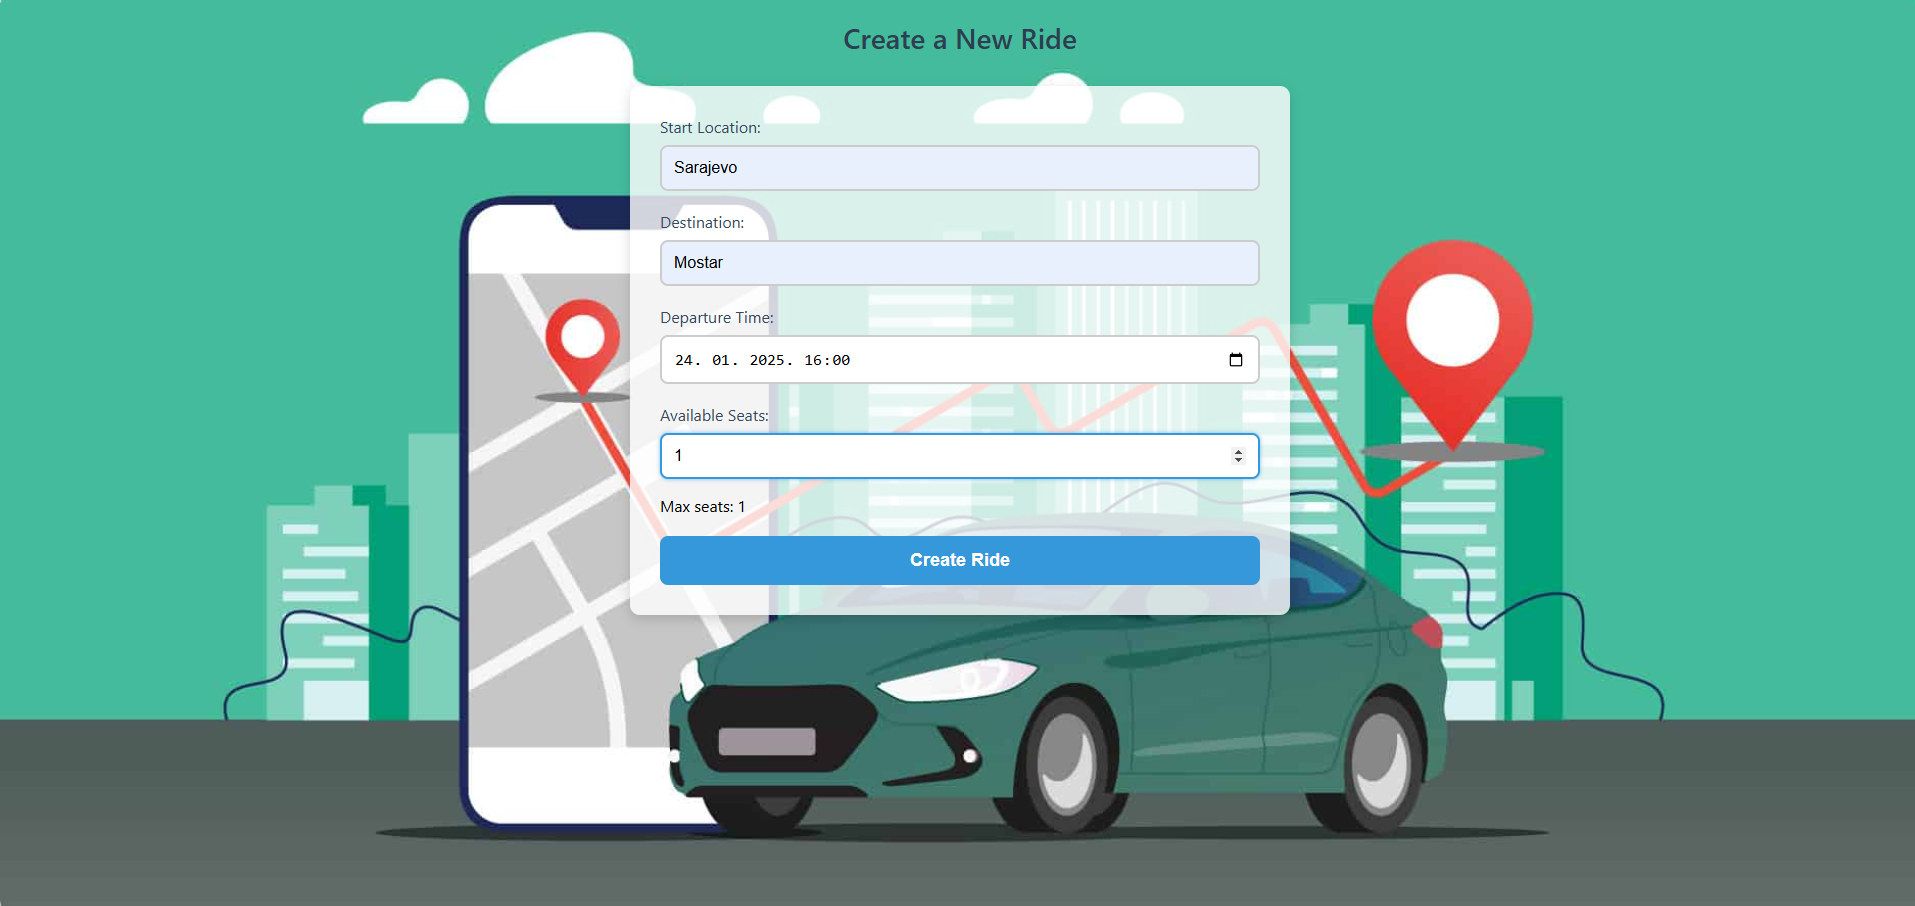 Create a New Ride
Start Location:
Sarajevo
Destination:
Mostar
Departure Time:
24. 01. 2025. 16:00
Available Seats:
1
Max seats: 1
Create Ride